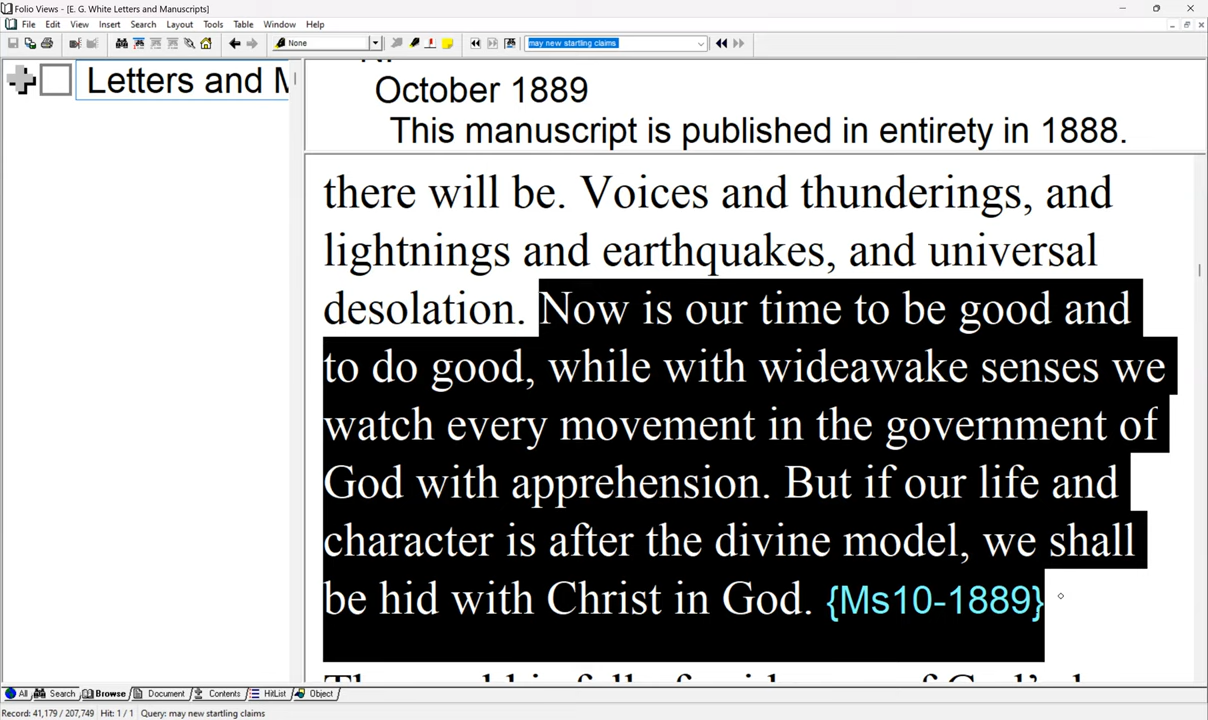 Folio Views - [E. G. White Letters and Manuscripts]
File Edit View Insert Search Layout Tools Table Window Help
None
may new startling claims
Letters and M
October 1889
This manuscript is published in entirety in 1888.
there will be. Voices and thunderings, and
lightnings and earthquakes, and universal
desolation. Now is our time to be good and
to do good, while with wideawake senses we
watch every movement in the government of
God with apprehension. But if our life and
character is after the divine model, we shall
be hid with Christ in God. {Ms10-1889}
All Search Browse Document Contents HitList Object
Record: 41,179 / 207,749 Hit: 1 / 1 Query: may new startling claims